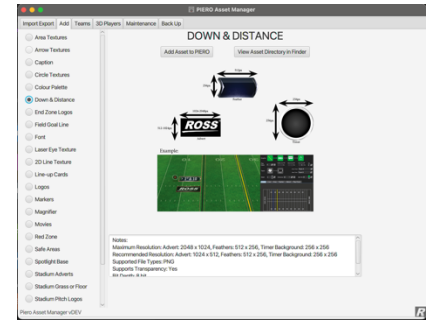 PIERO Asset Manager
Import Export Add Teams 3D Players Maintenance Back Up
Area Textures
Arrow Textures
Caption
Circle Textures
Colour Palette
Down & Distance
End Zone Logos
Field Goal Line
Font
Laser Eye Texture
2D Line Texture
Line-up Cards
Logos
Markers
Magnifier
Movies
Red Zone
Safe Areas
Spotlight Base
Stadium Adverts
Stadium Grass or Floor
Stadium Pitch Logos
DOWN & DISTANCE
Add Asset to PIERO View Asset Directory in Finder
ROSS
Example
Notes:
Maximum Resolution: Advert: 2048 x 1024, Feathers: 512 x 256, Timer Background: 256 x 256
Recommended Resolution: Advert: 1024 x 512, Feathers: 512 x 256, Timer Background: 256 x 256
Supported File Types: PNG
Supports Transparency: Yes
Bit Depth: 8 bit
Piero Asset Manager vDEV
R